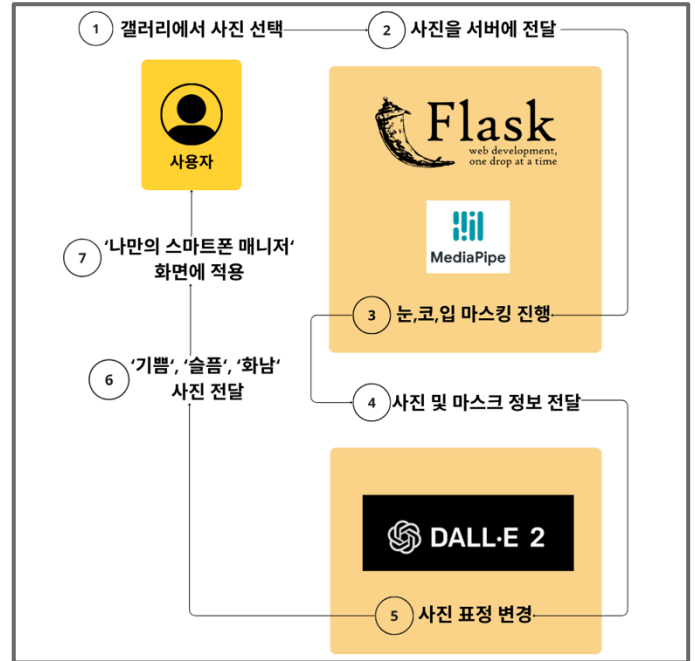 1 갤러리에서 사진 선택
2 사진을 서버에 전달
사용자
Flask
web development,
one drop at a time
MediaPipe
3 눈,코,입 마스킹 진행
4 사진 및 마스크 정보 전달
DALL·E 2
5 사진 표정 변경
6 '기쁨', '슬픔', '화남'
사진 전달
7 '나만의 스마트폰 매니저'
화면에 적용